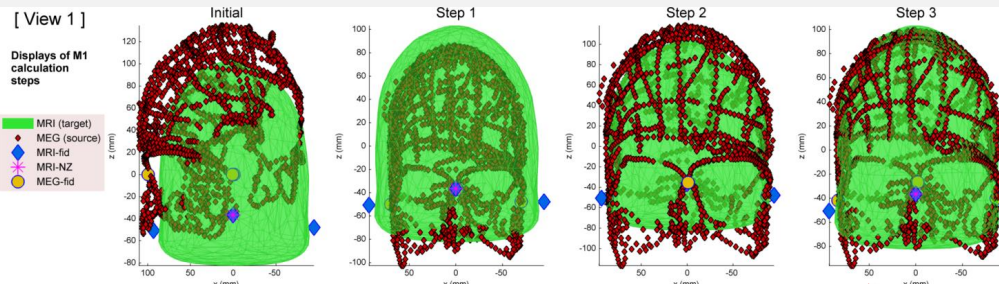 [ View 1 ]
Displays of M1
calculation
steps
MRI (target)
MEG (source)
MRI-fid
MRI-NZ
MEG-fid
Initial
z (mm)
120
100
80
60
40
20
0
-20
-40
-60
-80
100
50
0
-50
Step 1
z (mm)
100
80
60
40
20
0
-20
-40
-60
-80
-100
50
0
-50
x (mm)
Step 2
z (mm)
100
80
60
40
20
0
-20
-40
-60
-80
-100
50
0
-50
x (mm)
Step 3
z (mm)
100
80
60
40
20
0
-20
-40
-60
-80
-100
50
0
-50
x (mm)